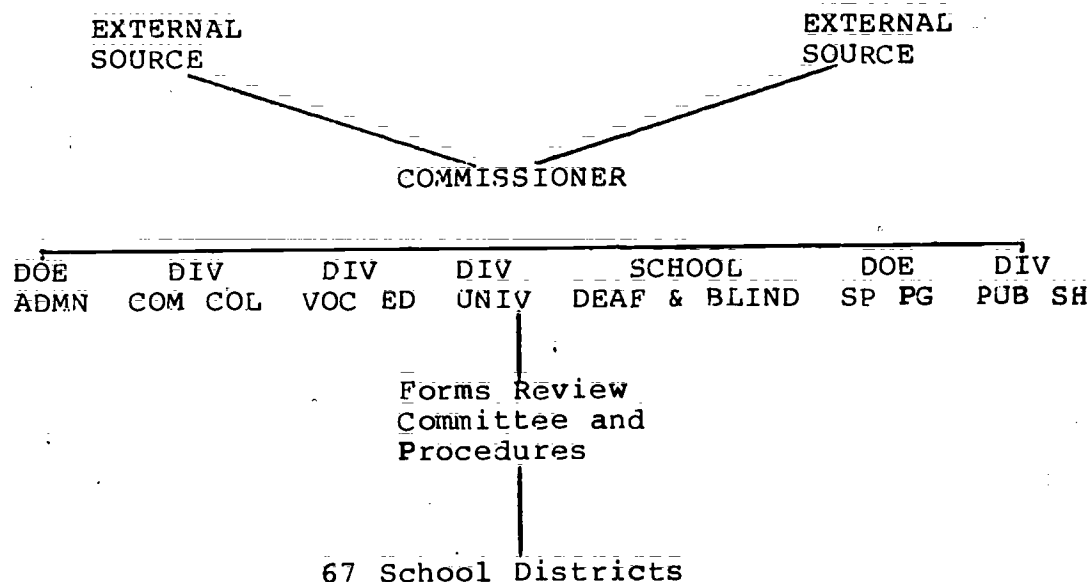 EXTERNAL EXTERNAL
SOURCE SOURCE
COMMISSIONER
DOE DIV DIV DIV SCHOOL DOE DIV
ADMN COM COL VOC ED UNIV DEAF & BLIND SP PG PUB SH
Forms Review
Committee and
Procedures
67 School Districts